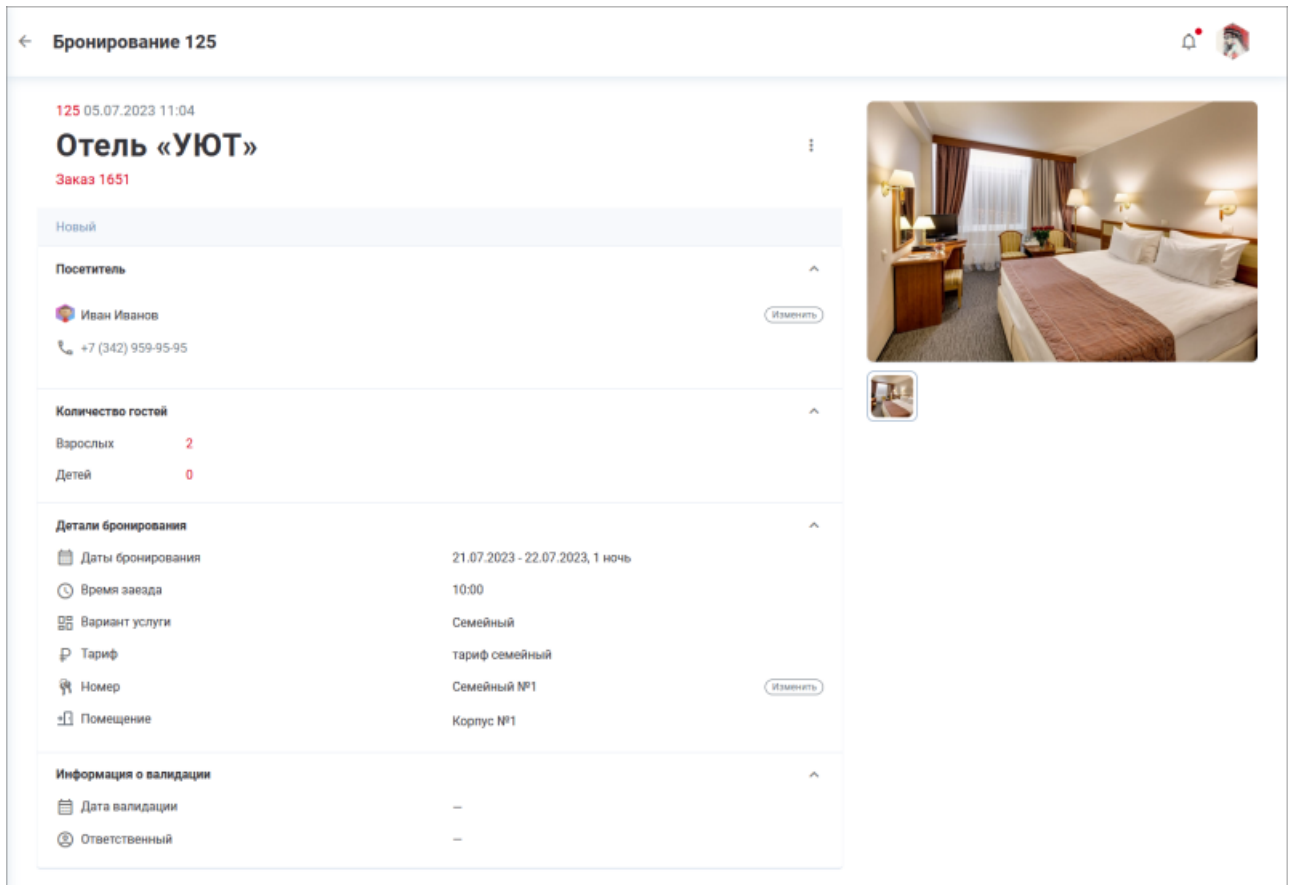 Бронирование 125
125 05.07.2023 11:04
Отель «УЮТ»
Заказ 1651
Новый
Посетитель
Иван Иванов
Изменить
+7 (342) 959-95-95
Количество гостей
Взрослых 2
Детей 0
Детали бронирования
Даты бронирования 21.07.2023 - 22.07.2023, 1 ночь
Время заезда 10:00
Вариант услуги Семейный
Тариф тариф семейный
Номер Семейный №1 Изменить
Помещение Корпус №1
Информация о валидации
Дата валидации –
Ответственный –